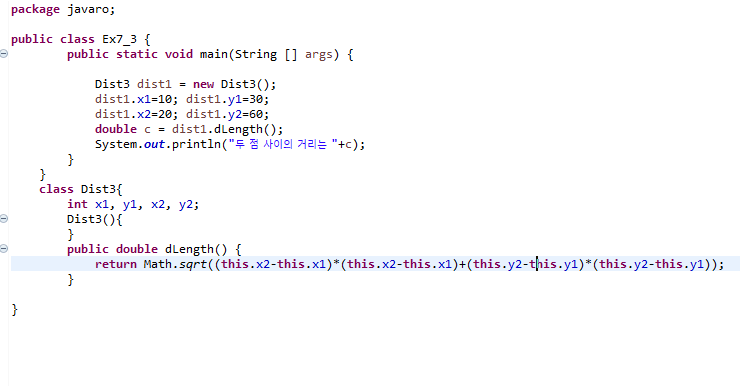 package javaro;
public class Ex7_3 {
public static void main(String [] args) {
Dist3 dist1 = new Dist3();
dist1.x1=10; dist1.y1=30;
dist1.x2=20; dist1.y2=60;
double c = dist1.dLength();
System.out.println("두 점 사이의 거리는 "+c);
}
}
class Dist3{
int x1, y1, x2, y2;
Dist3(){
}
public double dLength() {
return Math.sqrt((this.x2-this.x1)*(this.x2-this.x1)+(this.y2-this.y1)*(this.y2-this.y1));
}
}